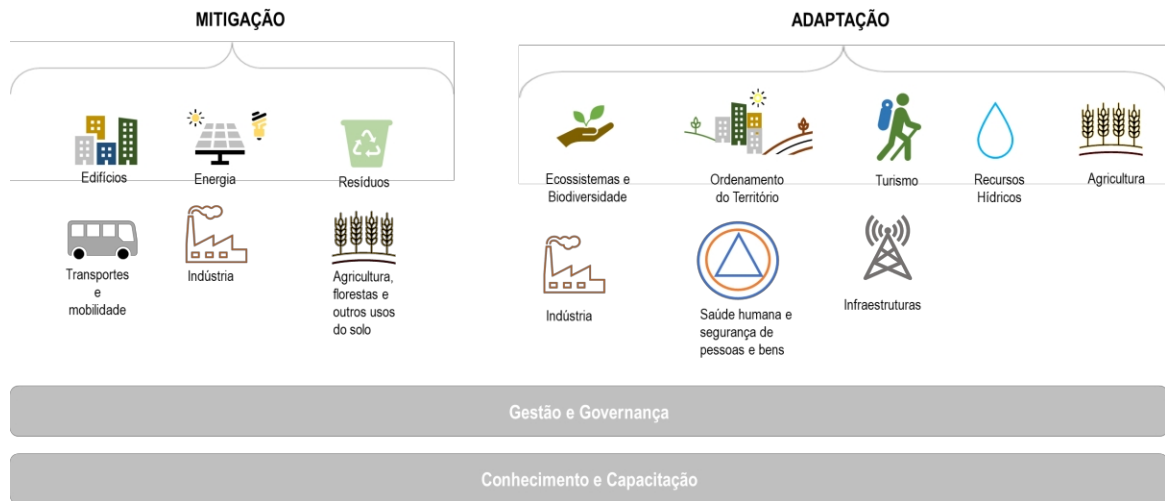 MITIGAÇÃO
Edifícios
Energia
Resíduos
Transportes
e
mobilidade
Indústria
Agricultura,
florestas e
outros usos
do solo
ADAPTAÇÃO
Ecossistemas e
Biodiversidade
Ordenamento
do Território
Turismo
Recursos
Hídricos
Agricultura
Indústria
Saúde humana e
segurança de
pessoas e bens
Infraestruturas
Gestão e Governança
Conhecimento e Capacitação